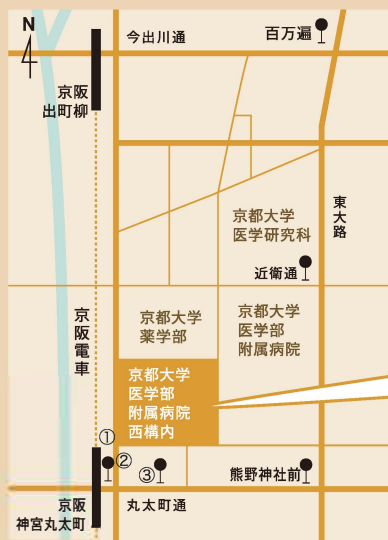 N
今出川通
百万遍
京阪
出町柳
東大路
京都大学
医学研究科
近衛通
京阪電車
京都大学
薬学部
京都大学
医学部
附属病院
京都大学
医学部
附属病院
西構内
①
②
③
熊野神社前
京阪
神宮丸太町
丸太町通